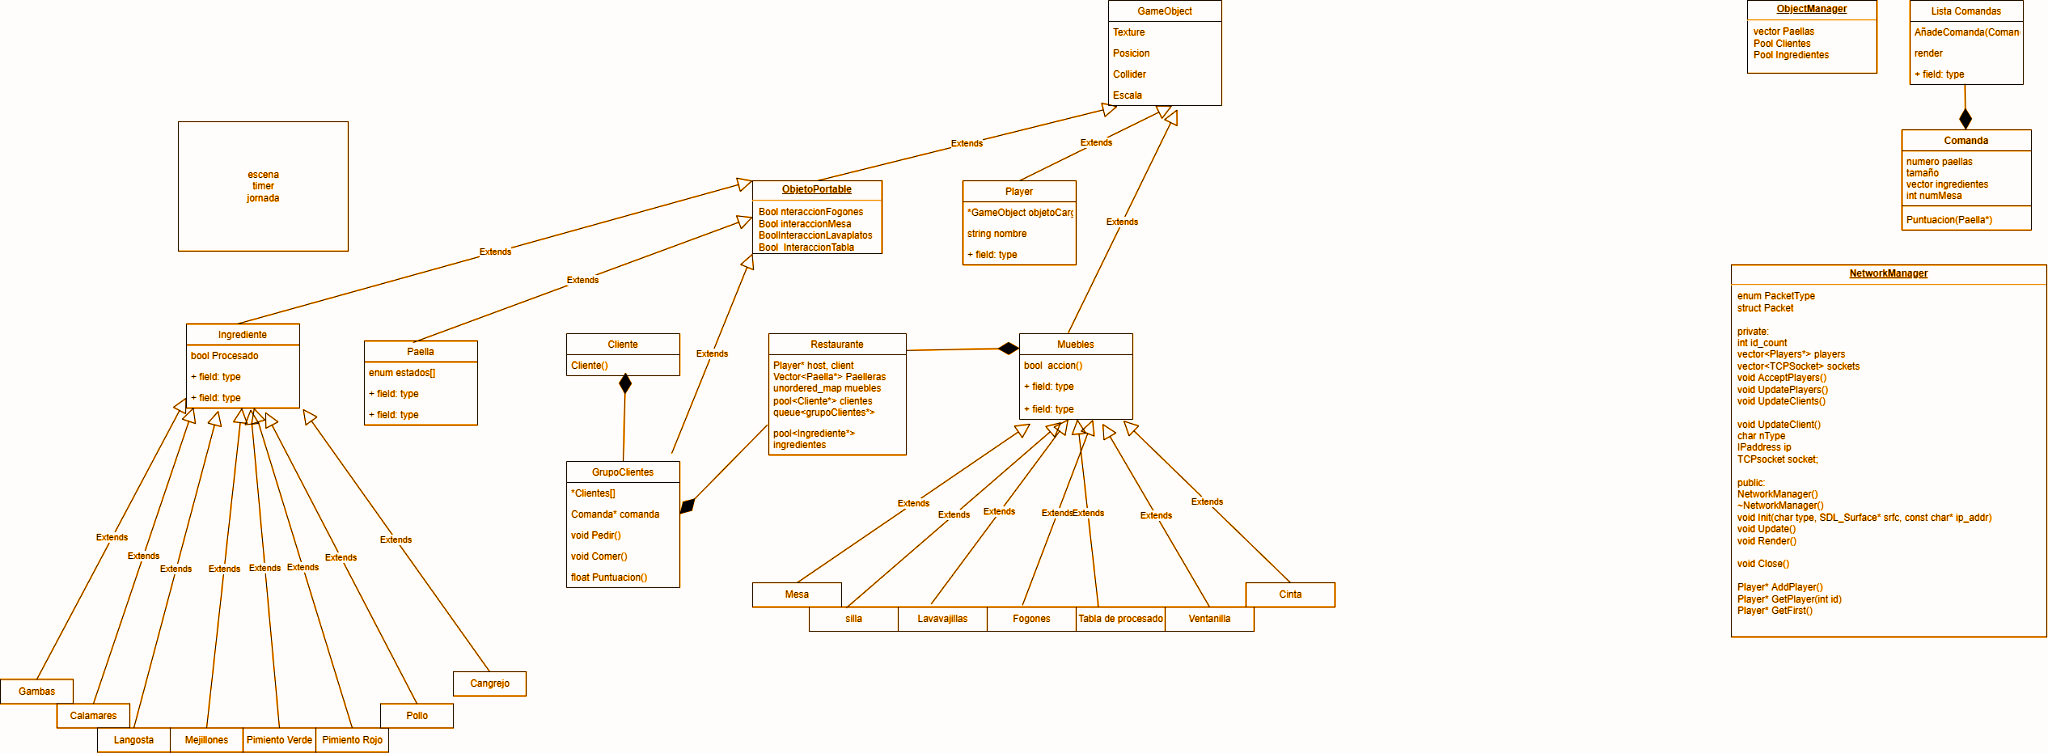 GameObject
Texture
Posicion
Collider
Escala
ObjectManager
vector Paellas
Pool Clientes
Pool Ingredientes
Lista Comandas
AñadeComanda(Coman
render
+ field: type
Comanda
numero paellas
tamaño
vector ingredientes
int numMesa
Puntuacion(Paella*)
escena
timer
jornada
Extends
Extends
Extends
Extends
Extends
Extends
ObjetoPortable
Bool nteraccionFogones
Bool interaccionMesa
BoolInteraccionLavaplatos
Bool  InteraccionTabla
Player
*GameObject objetoCarg
string nombre
+ field: type
NetworkManager
enum PacketType
struct Packet
private:
int id_count
vector<Players*> players
vector<TCPSocket> sockets
void AcceptPlayers()
void UpdatePlayers()
void UpdateClients()
void UpdateClient()
char nType
IPaddress ip
TCPsocket socket;
public:
NetworkManager()
~NetworkManager()
void Init(char type, SDL_Surface* srfc, const char* ip_addr)
void Update()
void Render()
void Close()
Player* AddPlayer()
Player* GetPlayer(int id)
Player* GetFirst()
Ingrediente
bool Procesado
+ field: type
+ field: type
Paella
enum estados[]
+ field: type
+ field: type
Cliente
Cliente()
Extends
Restaurante
Player* host, client
Vector<Paella*> Paelleras
unordered_map muebles
pool<Cliente*> clientes
queue<grupoClientes*>
pool<Ingrediente*>
ingredientes
Muebles
bool  accion()
+ field: type
+ field: type
GrupoClientes
*Clientes[]
Comanda* comanda
void Pedir()
void Comer()
float Puntuacion()
Extends
Extends
Extends
Extends
Extends
Extends
Extends
Mesa
silla
Lavavajillas
Fogones
Tabla de procesado
Ventanilla
Cinta
Extends
Extends
Extends
Extends
Extends
Extends
Extends
Extends
Gambas
Calamares
Langosta
Mejillones
Pimiento Verde
Pimiento Rojo
Pollo
Cangrejo